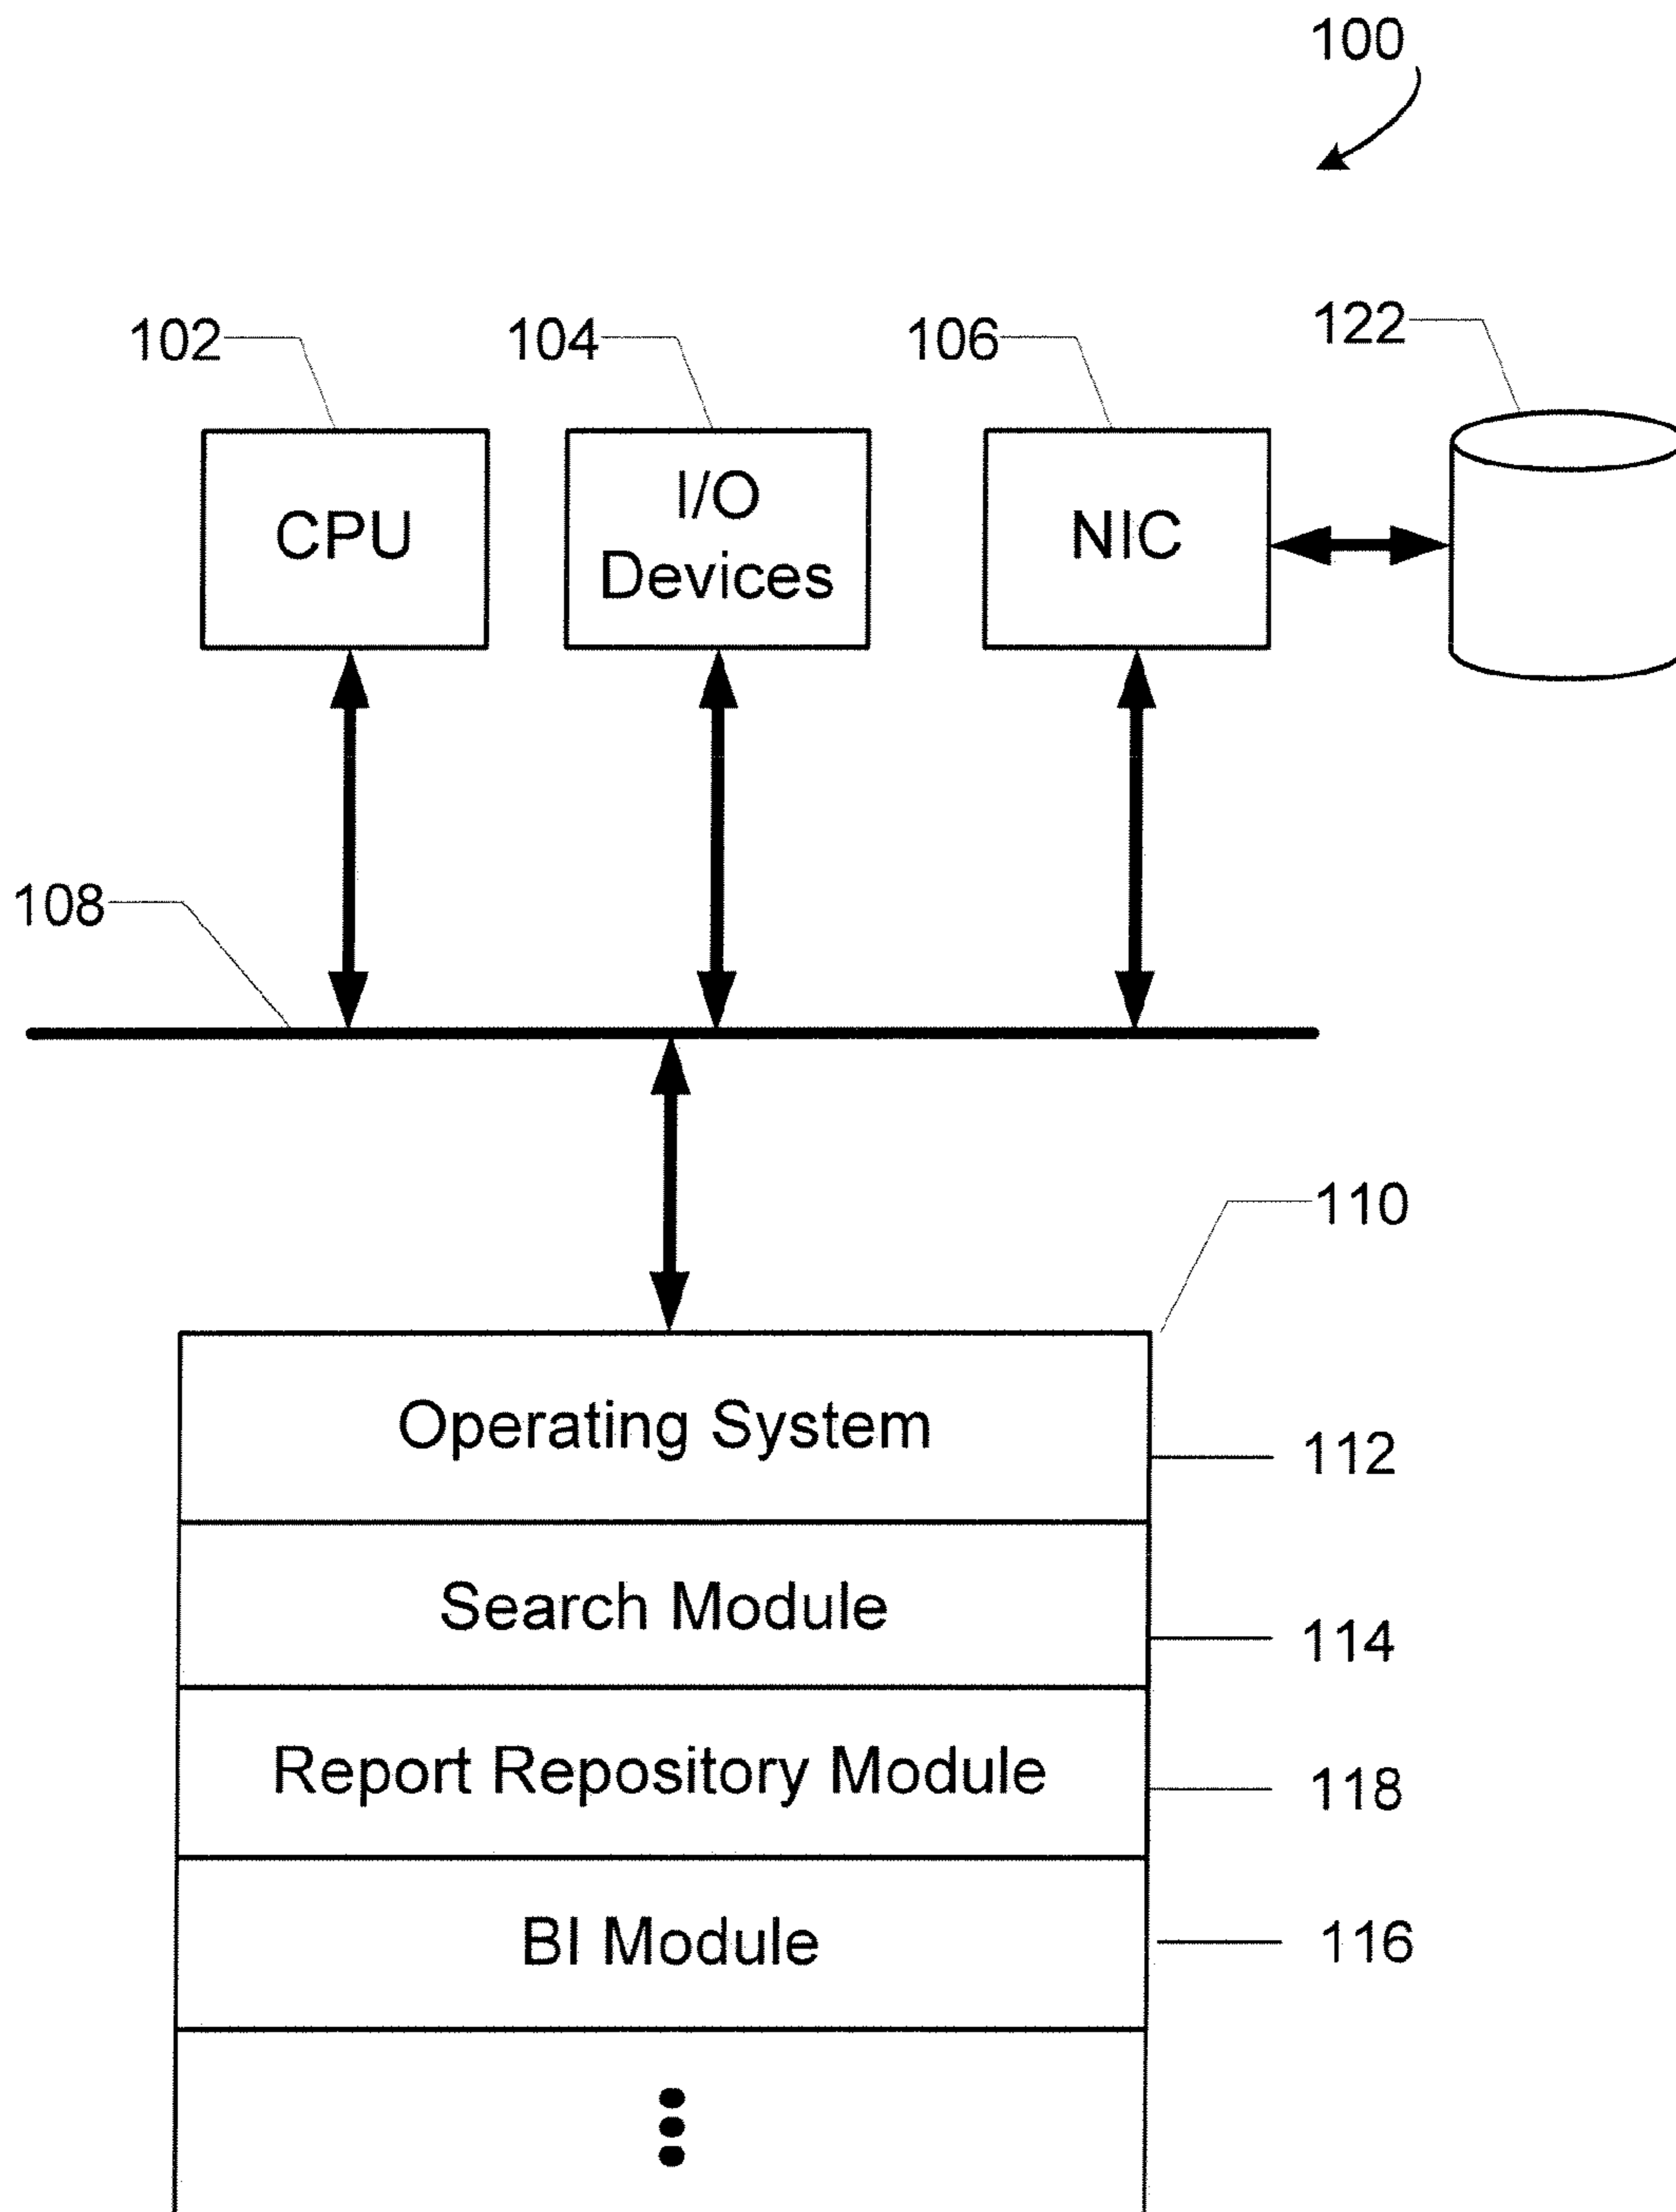 100
102
104
106
122
CPU
I/O
Devices
NIC
108
110
Operating System
112
Search Module
114
Report Repository Module
118
BI Module
116